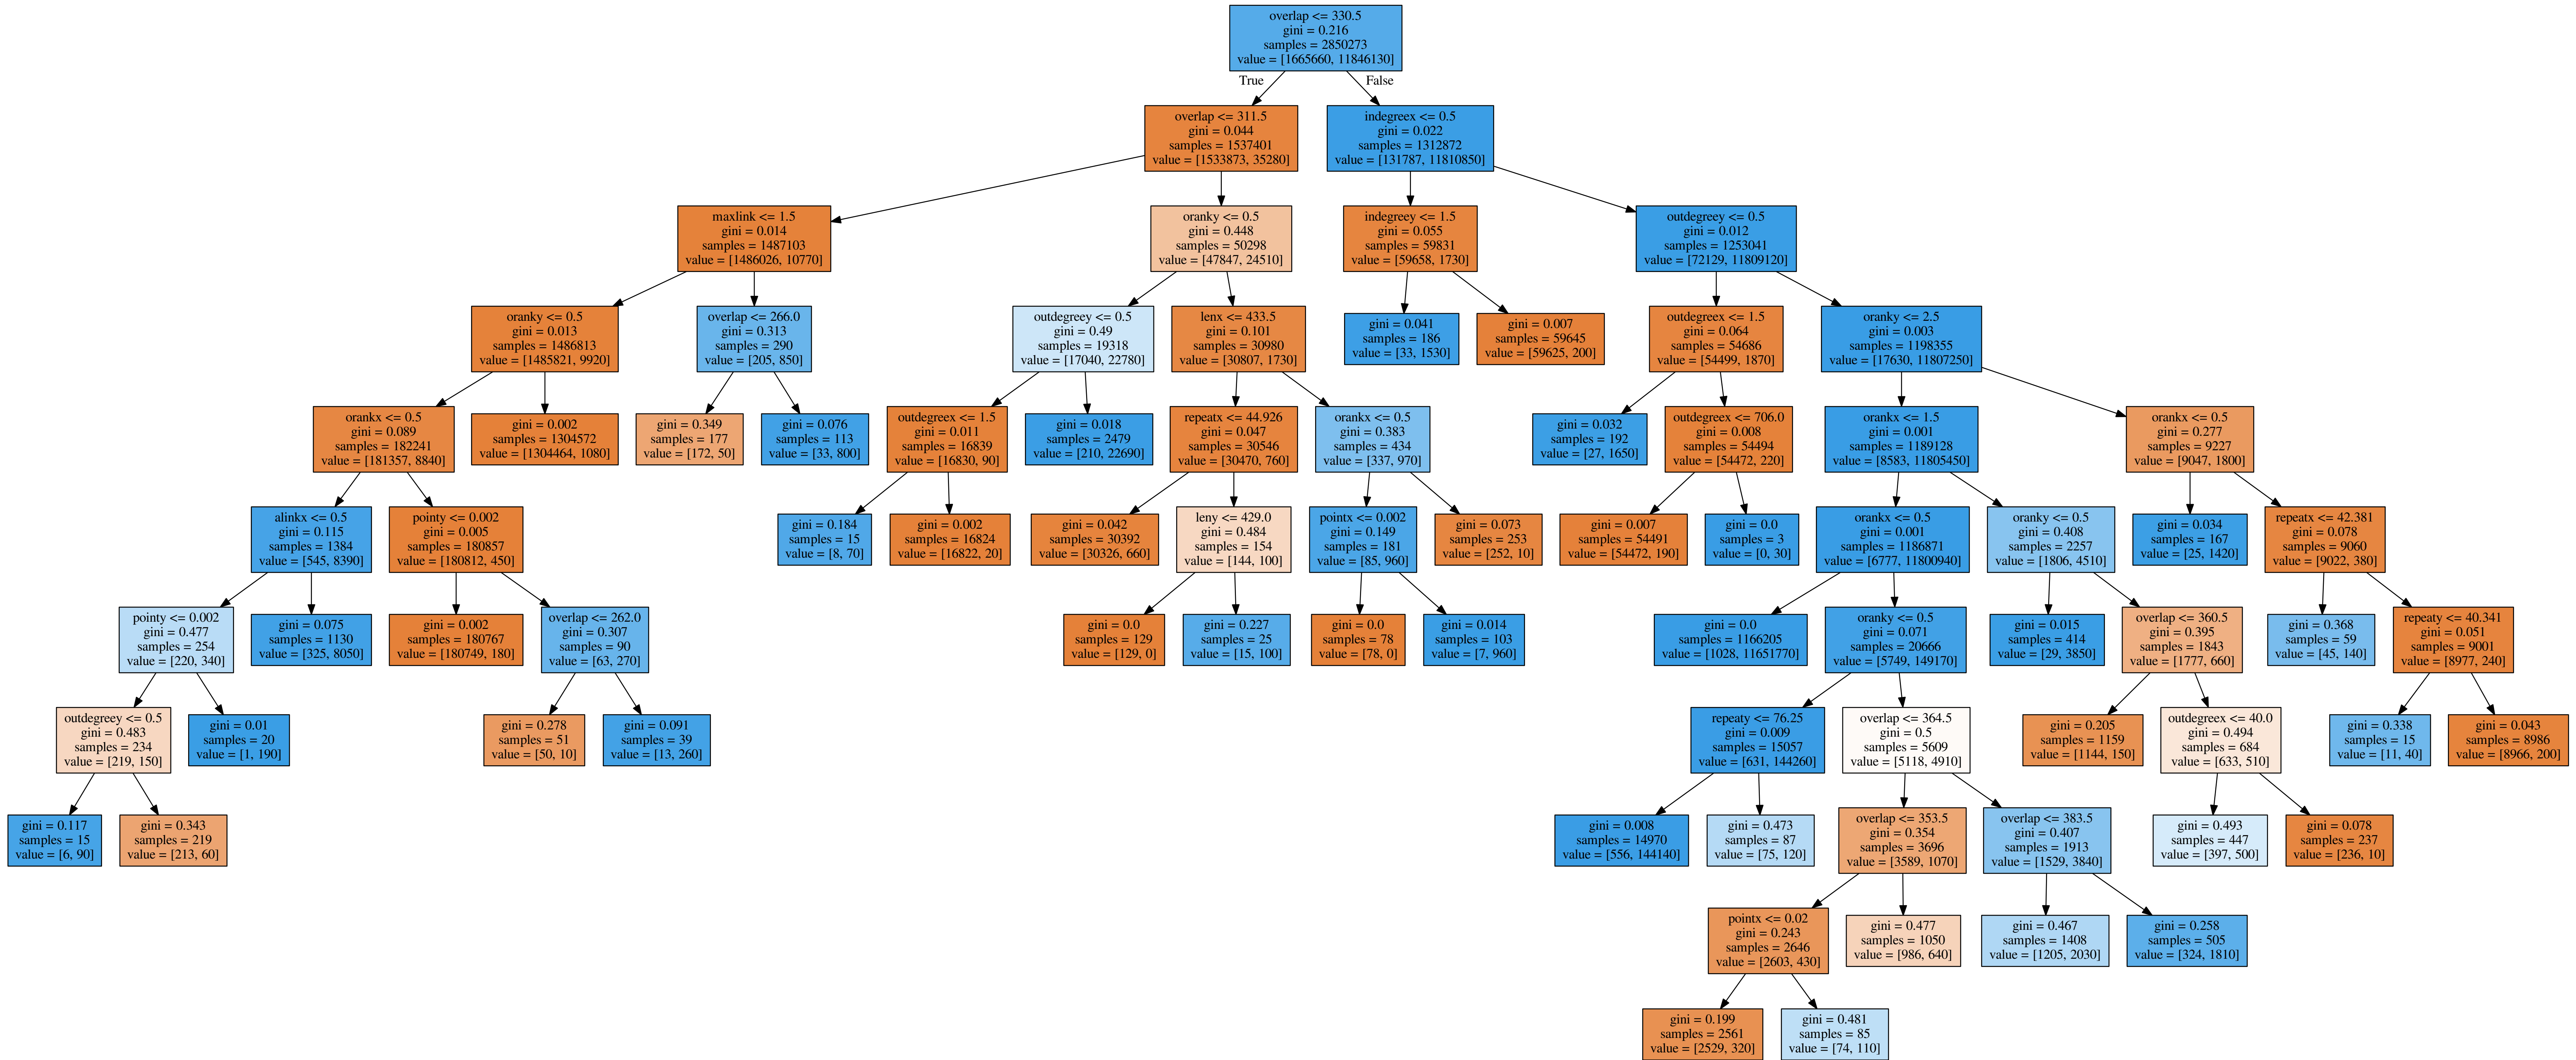 overlap <= 330.5
gini = 0.216
samples = 2850273
value = [1665660, 11846130]
True
False
overlap <= 311.5
gini = 0.044
samples = 1537401
value = [1533873, 35280]
indegreex <= 0.5
gini = 0.022
samples = 1312872
value = [131787, 11810850]
maxlink <= 1.5
gini = 0.014
samples = 1487103
value = [1486026, 10770]
oranky <= 0.5
gini = 0.448
samples = 50298
value = [47847, 24510]
indegreey <= 1.5
gini = 0.055
samples = 59831
value = [59658, 1730]
outdegreey <= 0.5
gini = 0.012
samples = 1253041
value = [72129, 11809120]
oranky <= 0.5
gini = 0.013
samples = 1486813
value = [1485821, 9920]
overlap <= 266.0
gini = 0.313
samples = 290
value = [205, 850]
outdegreey <= 0.5
gini = 0.49
samples = 19318
value = [17040, 22780]
lenx <= 433.5
gini = 0.101
samples = 30980
value = [30807, 1730]
gini = 0.041
samples = 186
value = [33, 1530]
gini = 0.007
samples = 59645
value = [59625, 200]
outdegreex <= 1.5
gini = 0.064
samples = 54686
value = [54499, 1870]
oranky <= 2.5
gini = 0.003
samples = 1198355
value = [17630, 11807250]
orankx <= 0.5
gini = 0.089
samples = 182241
value = [181357, 8840]
gini = 0.002
samples = 1304572
value = [1304464, 1080]
gini = 0.349
samples = 177
value = [172, 50]
gini = 0.076
samples = 113
value = [33, 800]
outdegreex <= 1.5
gini = 0.011
samples = 16839
value = [16830, 90]
gini = 0.018
samples = 2479
value = [210, 22690]
repeatx <= 44.926
gini = 0.047
samples = 30546
value = [30470, 760]
orankx <= 0.5
gini = 0.383
samples = 434
value = [337, 970]
gini = 0.032
samples = 192
value = [27, 1650]
outdegreex <= 706.0
gini = 0.008
samples = 54494
value = [54472, 220]
orankx <= 1.5
gini = 0.001
samples = 1189128
value = [8583, 11805450]
orankx <= 0.5
gini = 0.277
samples = 9227
value = [9047, 1800]
alinkx <= 0.5
gini = 0.115
samples = 1384
value = [545, 8390]
pointy <= 0.002
gini = 0.005
samples = 180857
value = [180812, 450]
gini = 0.184
samples = 15
value = [8, 70]
gini = 0.002
samples = 16824
value = [16822, 20]
gini = 0.042
samples = 30392
value = [30326, 660]
leny <= 429.0
gini = 0.484
samples = 154
value = [144, 100]
pointx <= 0.002
gini = 0.149
samples = 181
value = [85, 960]
gini = 0.073
samples = 253
value = [252, 10]
gini = 0.007
samples = 54491
value = [54472, 190]
gini = 0.0
samples = 3
value = [0, 30]
orankx <= 0.5
gini = 0.001
samples = 1186871
value = [6777, 11800940]
oranky <= 0.5
gini = 0.408
samples = 2257
value = [1806, 4510]
gini = 0.034
samples = 167
value = [25, 1420]
repeatx <= 42.381
gini = 0.078
samples = 9060
value = [9022, 380]
pointy <= 0.002
gini = 0.477
samples = 254
value = [220, 340]
gini = 0.075
samples = 1130
value = [325, 8050]
gini = 0.002
samples = 180767
value = [180749, 180]
overlap <= 262.0
gini = 0.307
samples = 90
value = [63, 270]
gini = 0.0
samples = 129
value = [129, 0]
gini = 0.227
samples = 25
value = [15, 100]
gini = 0.0
samples = 78
value = [78, 0]
gini = 0.014
samples = 103
value = [7, 960]
gini = 0.0
samples = 1166205
value = [1028, 11651770]
oranky <= 0.5
gini = 0.071
samples = 20666
value = [5749, 149170]
gini = 0.015
samples = 414
value = [29, 3850]
overlap <= 360.5
gini = 0.395
samples = 1843
value = [1777, 660]
gini = 0.368
samples = 59
value = [45, 140]
repeaty <= 40.341
gini = 0.051
samples = 9001
value = [8977, 240]
outdegreey <= 0.5
gini = 0.483
samples = 234
value = [219, 150]
gini = 0.01
samples = 20
value = [1, 190]
gini = 0.278
samples = 51
value = [50, 10]
gini = 0.091
samples = 39
value = [13, 260]
repeaty <= 76.25
gini = 0.009
samples = 15057
value = [631, 144260]
overlap <= 364.5
gini = 0.5
samples = 5609
value = [5118, 4910]
gini = 0.205
samples = 1159
value = [1144, 150]
outdegreex <= 40.0
gini = 0.494
samples = 684
value = [633, 510]
gini = 0.338
samples = 15
value = [11, 40]
gini = 0.043
samples = 8986
value = [8966, 200]
gini = 0.117
samples = 15
value = [6, 90]
gini = 0.343
samples = 219
value = [213, 60]
gini = 0.008
samples = 14970
value = [556, 144140]
gini = 0.473
samples = 87
value = [75, 120]
overlap <= 353.5
gini = 0.354
samples = 3696
value = [3589, 1070]
overlap <= 383.5
gini = 0.407
samples = 1913
value = [1529, 3840]
gini = 0.493
samples = 447
value = [397, 500]
gini = 0.078
samples = 237
value = [236, 10]
pointx <= 0.02
gini = 0.243
samples = 2646
value = [2603, 430]
gini = 0.477
samples = 1050
value = [986, 640]
gini = 0.467
samples = 1408
value = [1205, 2030]
gini = 0.258
samples = 505
value = [324, 1810]
gini = 0.199
samples = 2561
value = [2529, 320]
gini = 0.481
samples = 85
value = [74, 110]